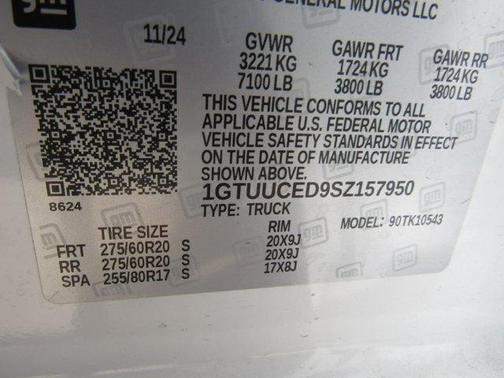 gm
GENERAL MOTORS LLC
11/24 GVWR GAWR FRT GAWR RR
3221 KG 1724 KG 1724 KG
7100 LB 3800 LB 3800 LB
THIS VEHICLE CONFORMS TO ALL
APPLICABLE U.S. FEDERAL MOTOR
VEHICLE SAFETY STANDARDS IN EFFECT
ON THE DATE OF MANUFACTURE
SHOWN ABOVE.
1GTUUCED9SZ157950
8624
TYPE: TRUCK MODEL: 90TK10543
TIRE SIZE RIM
FRT 275/60R20 S 20X9J
RR 275/60R20 S 20X9J
SPA 255/80R17 S 17X8J